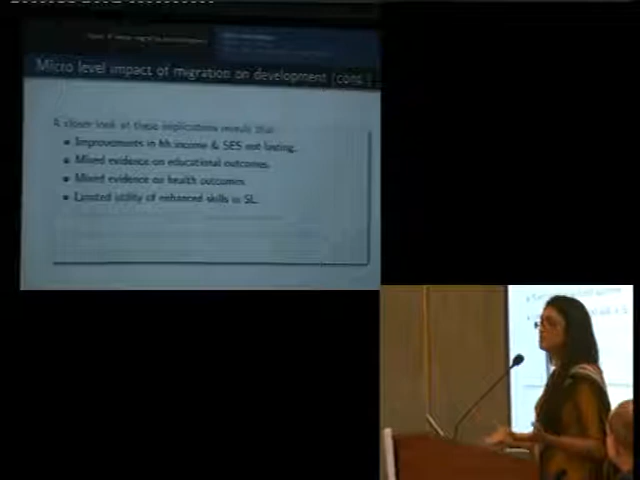 Micro level impact of migration on development (cont.)
A closer look at these implications reveals that
Improvements in hh income & SES not lasting.
Mixed evidence on educational outcomes.
Mixed evidence on health outcomes.
Limited utility of enhanced skills in SL.